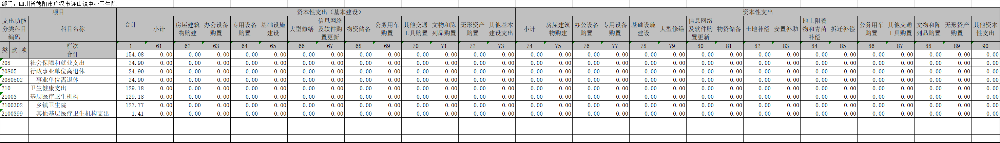 部门：四川省德阳市广汉市连山镇中心卫生院
项目 合计 资本性支出（基本建设） 资本性支出
支出功能分类科目编码 科目名称 小计 房屋建筑物购建 办公设备购置 专用设备购置 基础设施建设 大型修缮 信息网络及软件购置更新 物资储备 公务用车购置 其他交通工具购置 文物和陈列品购置 无形资产购置 其他基本建设支出 小计 房屋建筑物购建 办公设备购置 专用设备购置 基础设施建设 大型修缮 信息网络及软件购置更新 物资储备 土地补偿 安置补助 地上附着物和青苗补偿 拆迁补偿 公务用车购置 其他交通工具购置 文物和陈列品购置 无形资产购置 其他资本性支出
类 款 项 栏次 1 61 62 63 64 65 66 67 68 69 70 71 72 73 74 75 76 77 78 79 80 81 82 83 84 85 86 87 88 89 90
合计 154.08 0.00 0.00 0.00 0.00 0.00 0.00 0.00 0.00 0.00 0.00 0.00 0.00 0.00 0.00 0.00 0.00 0.00 0.00 0.00 0.00 0.00 0.00 0.00 0.00 0.00 0.00 0.00 0.00 0.00 0.00
208 社会保障和就业支出 24.90 0.00 0.00 0.00 0.00 0.00 0.00 0.00 0.00 0.00 0.00 0.00 0.00 0.00 0.00 0.00 0.00 0.00 0.00 0.00 0.00 0.00 0.00 0.00 0.00 0.00 0.00 0.00 0.00 0.00 0.00
20805 行政事业单位离退休 24.90 0.00 0.00 0.00 0.00 0.00 0.00 0.00 0.00 0.00 0.00 0.00 0.00 0.00 0.00 0.00 0.00 0.00 0.00 0.00 0.00 0.00 0.00 0.00 0.00 0.00 0.00 0.00 0.00 0.00 0.00
2080502 事业单位离退休 24.90 0.00 0.00 0.00 0.00 0.00 0.00 0.00 0.00 0.00 0.00 0.00 0.00 0.00 0.00 0.00 0.00 0.00 0.00 0.00 0.00 0.00 0.00 0.00 0.00 0.00 0.00 0.00 0.00 0.00 0.00
210 卫生健康支出 129.18 0.00 0.00 0.00 0.00 0.00 0.00 0.00 0.00 0.00 0.00 0.00 0.00 0.00 0.00 0.00 0.00 0.00 0.00 0.00 0.00 0.00 0.00 0.00 0.00 0.00 0.00 0.00 0.00 0.00 0.00
21003 基层医疗卫生机构 129.18 0.00 0.00 0.00 0.00 0.00 0.00 0.00 0.00 0.00 0.00 0.00 0.00 0.00 0.00 0.00 0.00 0.00 0.00 0.00 0.00 0.00 0.00 0.00 0.00 0.00 0.00 0.00 0.00 0.00 0.00
2100302 乡镇卫生院 127.77 0.00 0.00 0.00 0.00 0.00 0.00 0.00 0.00 0.00 0.00 0.00 0.00 0.00 0.00 0.00 0.00 0.00 0.00 0.00 0.00 0.00 0.00 0.00 0.00 0.00 0.00 0.00 0.00 0.00 0.00
2100399 其他基层医疗卫生机构支出 1.41 0.00 0.00 0.00 0.00 0.00 0.00 0.00 0.00 0.00 0.00 0.00 0.00 0.00 0.00 0.00 0.00 0.00 0.00 0.00 0.00 0.00 0.00 0.00 0.00 0.00 0.00 0.00 0.00 0.00 0.00